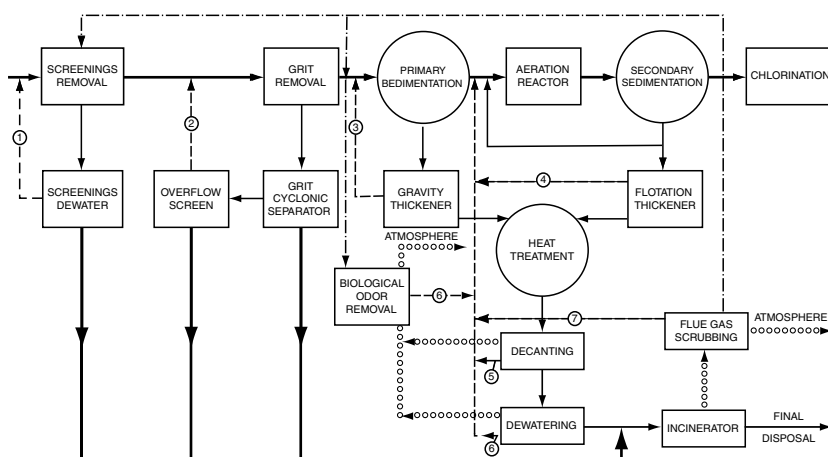 SCREENINGS
REMOVAL
GRIT
REMOVAL
PRIMARY
BEDIMENTATION
AERATION
REACTOR
SECONDARY
SEDIMENTATION
CHLORINATION
1
2
3
4
SCREENINGS
DEWATER
OVERFLOW
SCREEN
GRIT
CYCLONIC
SEPARATOR
GRAVITY
THICKENER
FLOTATION
THICKENER
ATMOSPHERE
HEAT
TREATMENT
BIOLOGICAL
ODOR
REMOVAL
6
7
FLUE GAS
SCRUBBING
ATMOSPHERE
DECANTING
5
DEWATERING
6
INCINERATOR
FINAL
DISPOSAL